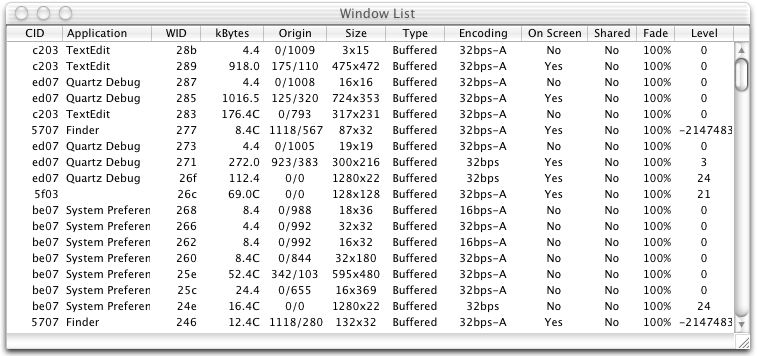 Window List
CID Application WID kBytes Origin Size Type Encoding On Screen Shared Fade Level
c203 TextEdit 28b 4.4 0/1009 3x15 Buffered 32bps-A No No 100% 0
c203 TextEdit 289 918.0 175/110 475x472 Buffered 32bps-A Yes No 100% 0
ed07 Quartz Debug 287 4.4 0/1008 16x16 Buffered 32bps-A No No 100% 0
ed07 Quartz Debug 285 1016.5 125/320 724x353 Buffered 32bps-A Yes No 100% 0
c203 TextEdit 283 176.4C 0/793 317x231 Buffered 32bps-A No No 100% 0
5707 Finder 277 8.4C 1118/567 87x32 Buffered 32bps-A Yes No 100% -2147483
ed07 Quartz Debug 273 4.4 0/1005 19x19 Buffered 32bps-A No No 100% 0
ed07 Quartz Debug 271 272.0 923/383 300x216 Buffered 32bps Yes No 100% 3
ed07 Quartz Debug 26f 112.4 0/0 1280x22 Buffered 32bps-A Yes No 100% 24
5f03 26c 69.0C 0/0 128x128 Buffered 32bps-A Yes No 100% 21
be07 System Preferen 268 8.4 0/988 18x36 Buffered 16bps-A No No 100% 0
be07 System Preferen 266 4.4 0/992 32x32 Buffered 32bps-A No No 100% 0
be07 System Preferen 262 8.4 0/992 16x32 Buffered 16bps-A No No 100% 0
be07 System Preferen 260 8.4C 0/844 32x180 Buffered 32bps-A No No 100% 0
be07 System Preferen 25e 52.4C 342/103 595x480 Buffered 32bps-A Yes No 100% 0
be07 System Preferen 25c 24.4 0/655 16x369 Buffered 32bps-A No No 100% 0
be07 System Preferen 24e 16.4C 0/0 1280x22 Buffered 32bps No No 100% 24
5707 Finder 246 12.4C 1118/280 132x32 Buffered 32bps-A Yes No 100% -2147483